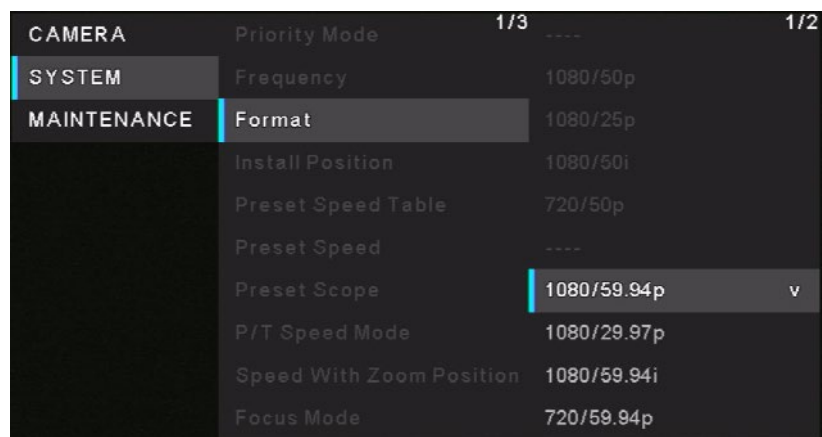 CAMERA
SYSTEM
MAINTENANCE
1/3
Priority Mode
Frequency
Format
Install Position
Preset Speed Table
Preset Speed
Preset Scope
P/T Speed Mode
Speed With Zoom Position
Focus Mode
1/2
----
1080/50p
1080/25p
1080/50i
720/50p
----
1080/59.94p v
1080/29.97p
1080/59.94i
720/59.94p